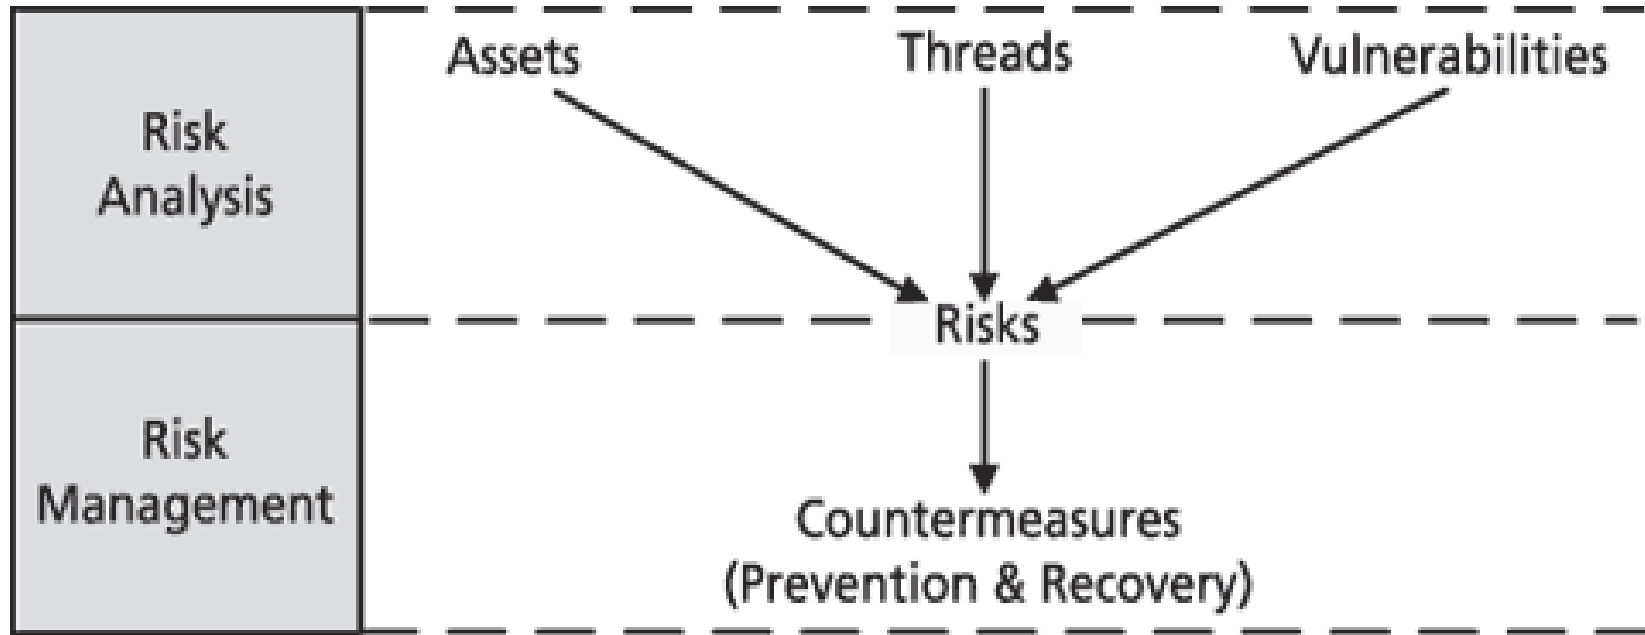 Risk
Analysis
Assets
Threads
Vulnerabilities
Risks
Risk
Management
Countermeasures
(Prevention & Recovery)